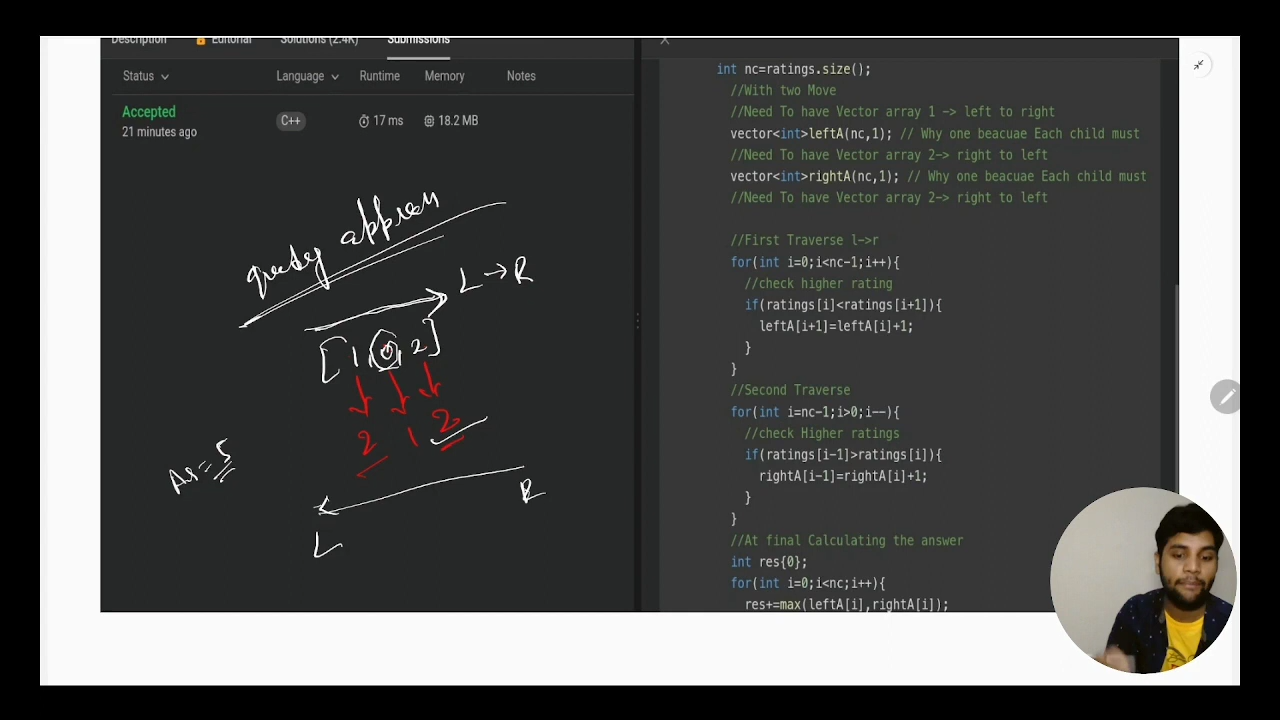 Description Editorial Solutions (2.4K) Submissions
Status Language Runtime Memory Notes
Accepted
21 minutes ago
C++ 17 ms 18.2 MB
greedy
L → R
[1, 0, 2]
2 1 2
Ans = 5
R
L
int nc=ratings.size();
//With two Move
//Need To have Vector array 1 -> left to right
vector<int>leftA(nc,1); // Why one beacuae Each child must
//Need To have Vector array 2-> right to left
vector<int>rightA(nc,1); // Why one beacuae Each child must
//Need To have Vector array 2-> right to left
//First Traverse l->r
for(int i=0;i<nc-1;i++){
//check higher rating
if(ratings[i]<ratings[i+1]){
leftA[i+1]=leftA[i]+1;
}
}
//Second Traverse
for(int i=nc-1;i>0;i--){
//check Higher ratings
if(ratings[i-1]>ratings[i]){
rightA[i-1]=rightA[i]+1;
}
}
//At final Calculating the answer
int res{0};
for(int i=0;i<nc;i++){
res+=max(leftA[i],rightA[i]);